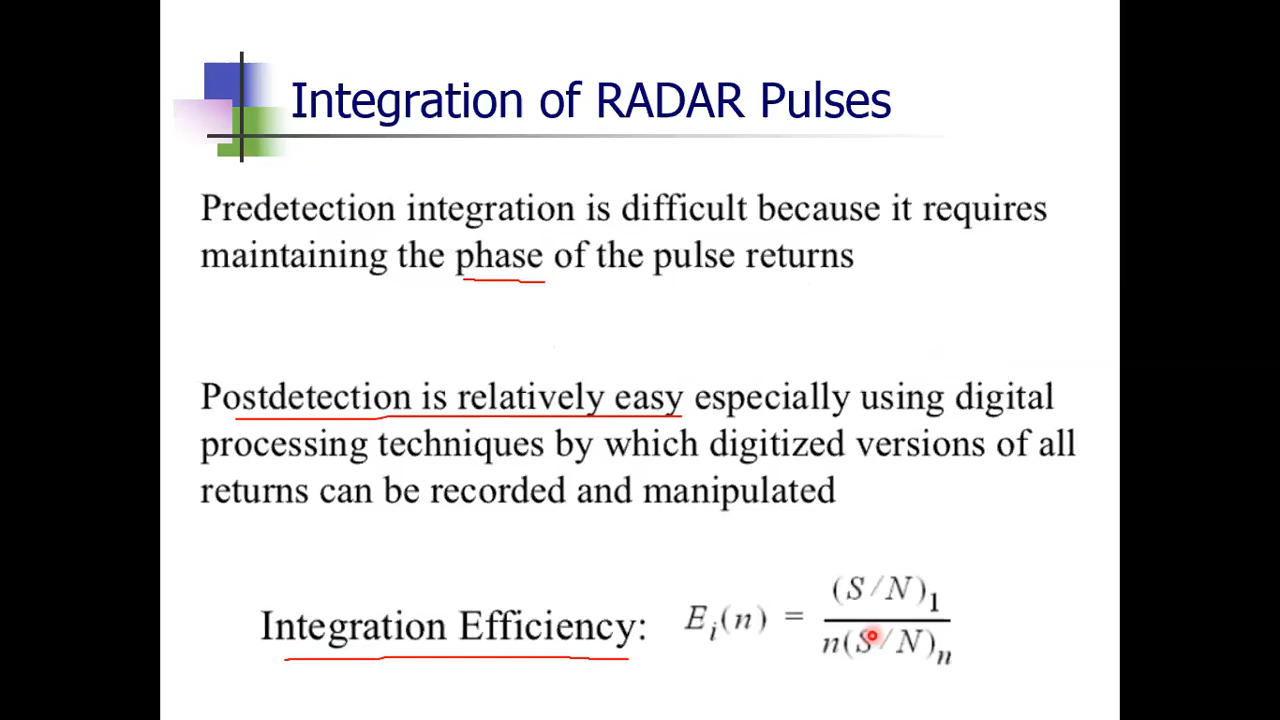 Integration of RADAR Pulses
Predetection integration is difficult because it requires
maintaining the phase of the pulse returns
Postdetection is relatively easy especially using digital
processing techniques by which digitized versions of all
returns can be recorded and manipulated
Integration Efficiency: E_i(n) = (S/N)_1 / n(S/N)_n